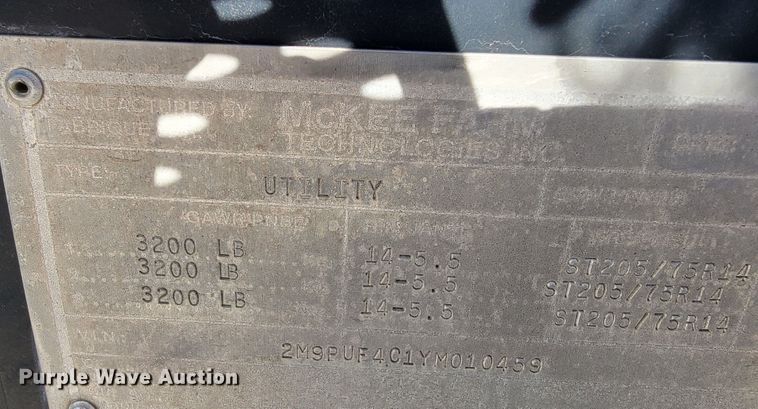 MANUFACTURED BY: McKEE FARM
TECHNOLOGIES INC.
TYPE:
UTILITY
3200 LB 14-5.5 ST205/75R14
3200 LB 14-5.5 ST205/75R14
3200 LB 14-5.5 ST205/75R14
V.I.N.
2M9PUF4C1YM010459
Purple Wave Auction